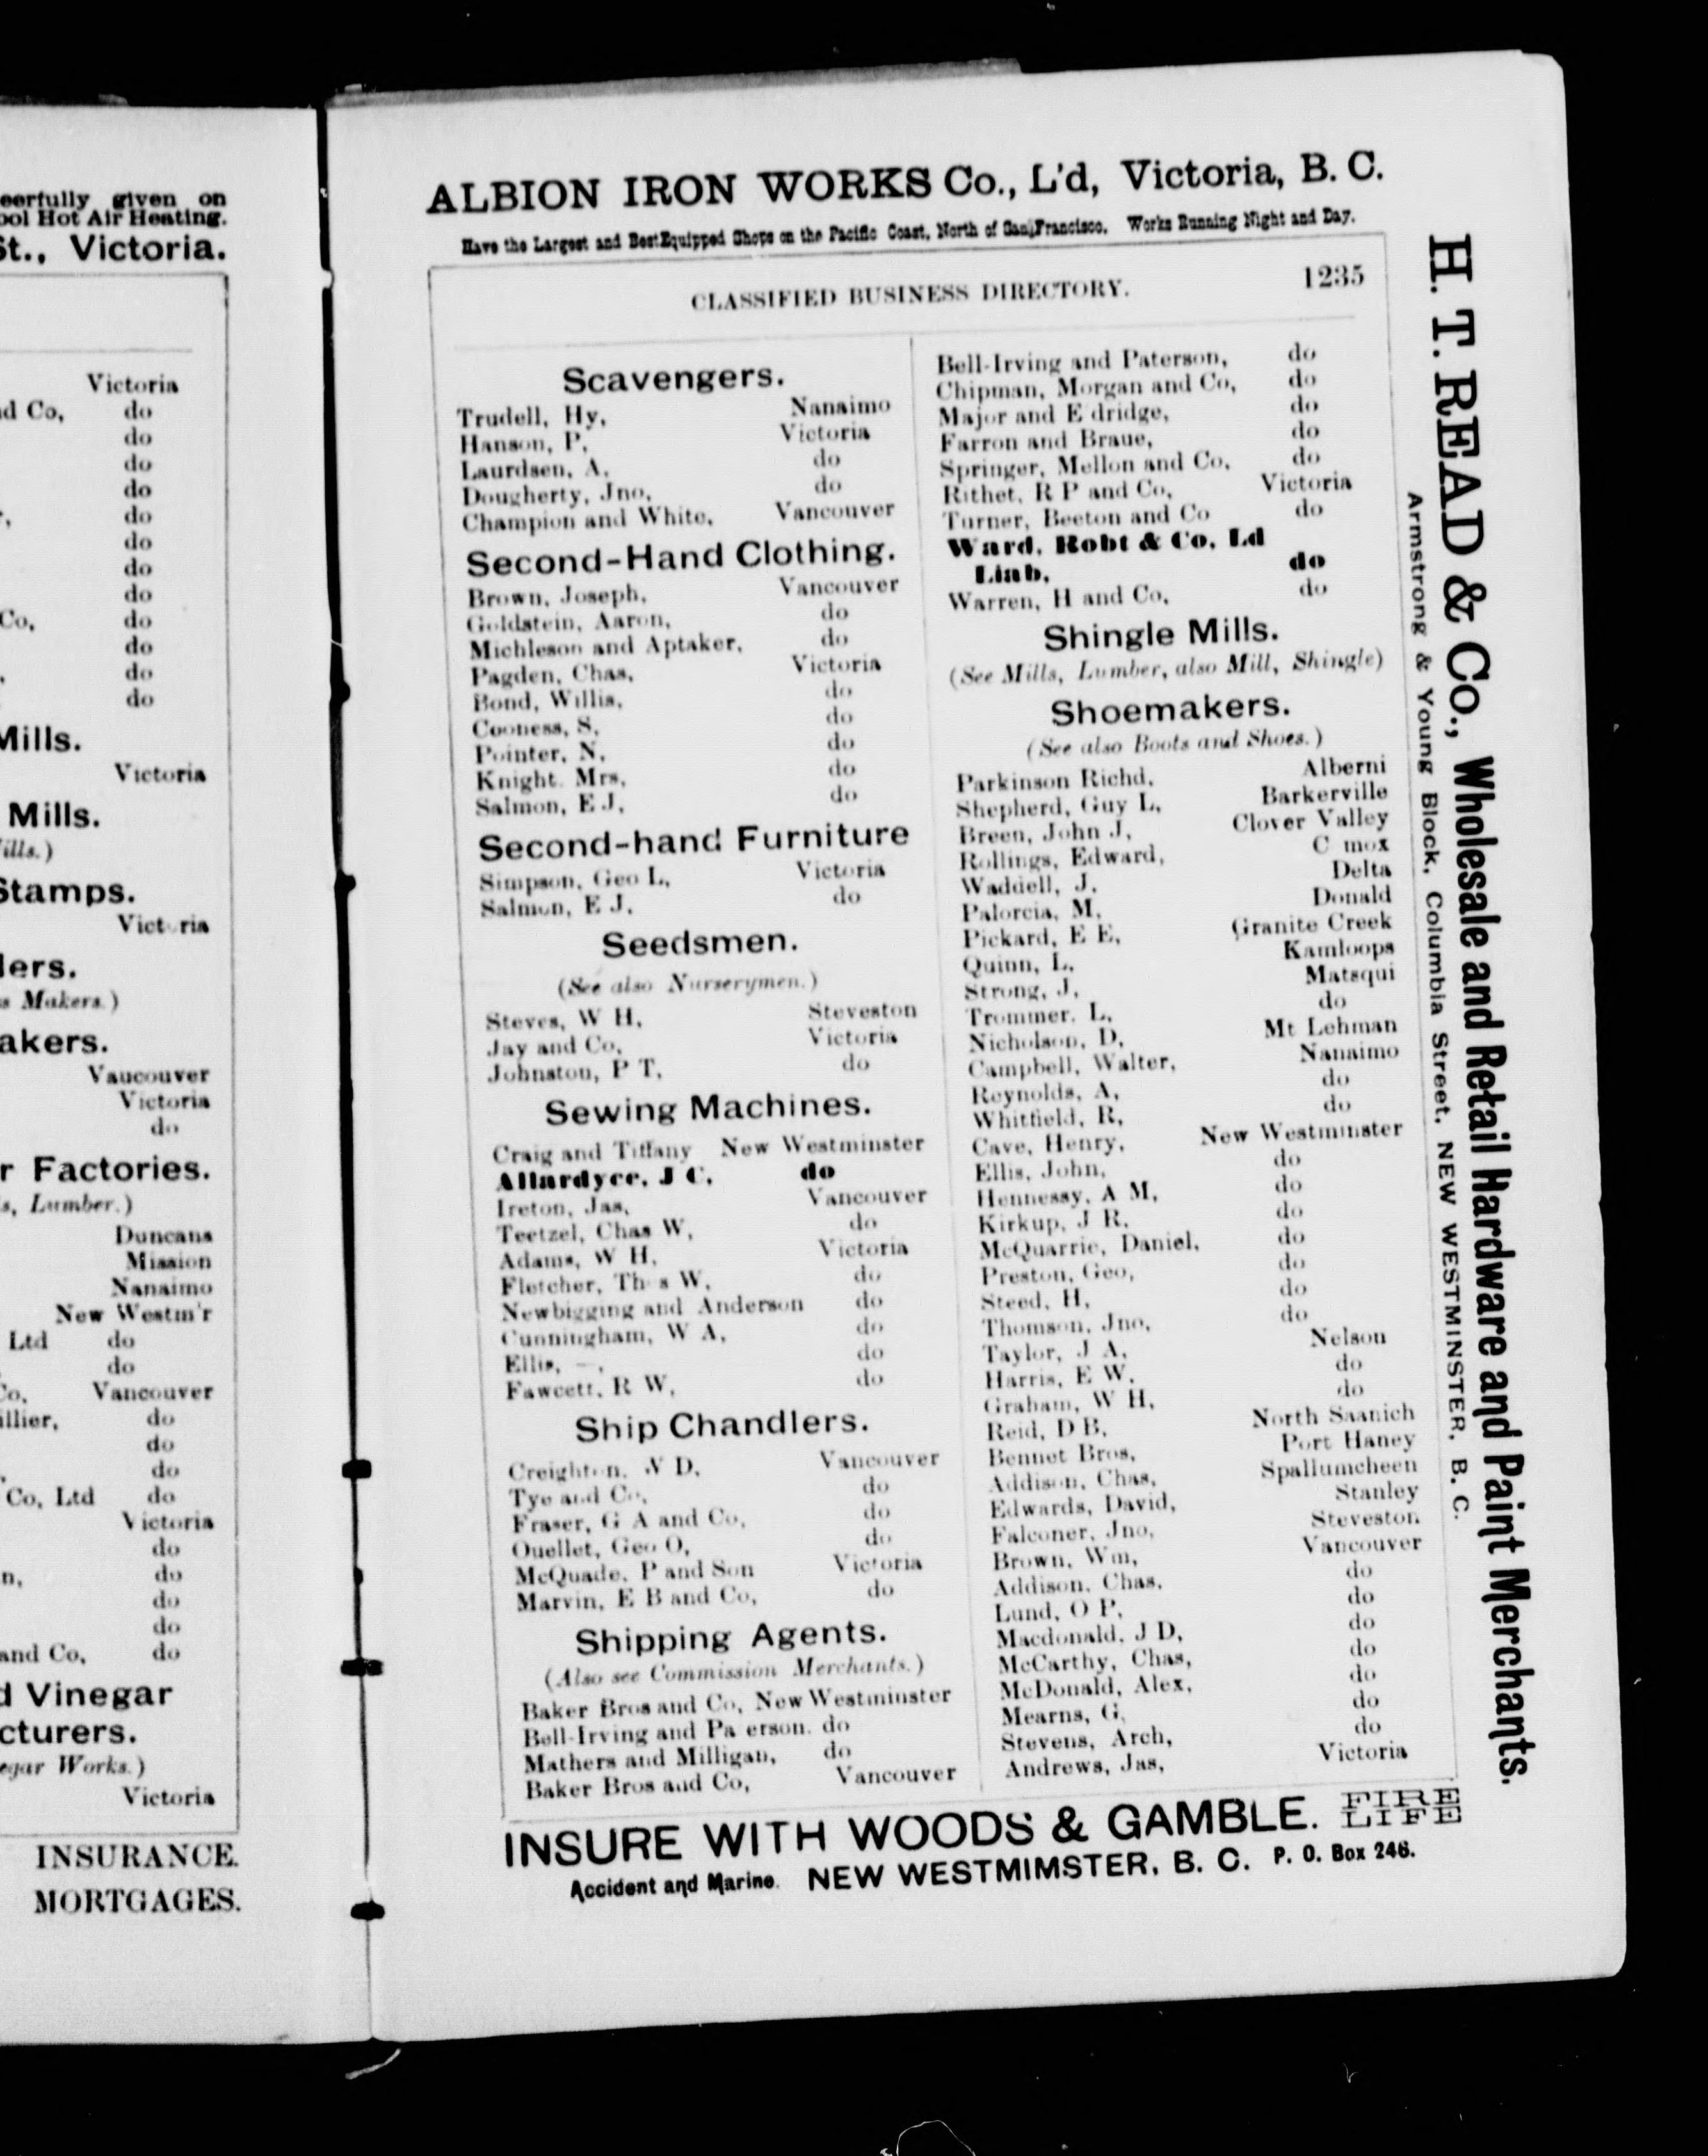 eerfully given on
ool Hot Air Heating.
St., Victoria.
Victoria
d Co, do
do
do
do
do
do
do
do
Co, do
do
do
do
Mills.
Victoria
Mills.
ills.)
Stamps.
Vict ria
lers.
s Makers.)
akers.
Vaucouver
Victoria
do
r Factories.
s, Lumber.)
Duncans
Mission
Nanaimo
New Westm'r
Ltd do
do
Co, Vancouver
illier, do
do
do
Co, Ltd do
Victoria
do
n, do
do
do
and Co, do
d Vinegar
cturers.
egar Works.)
Victoria
INSURANCE.
MORTGAGES.
ALBION IRON WORKS Co., L'd, Victoria, B. C.
Have the Largest and Best Equipped Shops on the Pacific Coast, North of San Francisco. Works Running Night and Day.
CLASSIFIED BUSINESS DIRECTORY. 1235
Scavengers.
Trudell, Hy, Nanaimo
Hanson, P, Victoria
Laurdsen, A, do
Dougherty, Jno, do
Champion and White, Vancouver
Second-Hand Clothing.
Brown, Joseph, Vancouver
Goldstein, Aaron, do
Michleson and Aptaker, do
Pagden, Chas, Victoria
Bond, Willis, do
Cooness, S, do
Pointer, N, do
Knight. Mrs, do
Salmon, E J, do
Second-hand Furniture
Simpson, Geo L, Victoria
Salmon, E J, do
Seedsmen.
(See also Nurserymen.)
Steves, W H, Steveston
Jay and Co, Victoria
Johnston, P T, do
Sewing Machines.
Craig and Tiffany New Westminster
Allardyce, J C, do
Ireton, Jas, Vancouver
Teetzel, Chas W, do
Adams, W H, Victoria
Fletcher, Th s W, do
Newbigging and Anderson do
Cunningham, W A, do
Ellis, —, do
Fawcett, R W, do
Ship Chandlers.
Creighton, W D, Vancouver
Tye and Co, do
Fraser, G A and Co, do
Ouellet, Geo O, do
McQuade, P and Son Victoria
Marvin, E B and Co, do
Shipping Agents.
(Also see Commission Merchants.)
Baker Bros and Co, New Westminster
Bell-Irving and Pa erson. do
Mathers and Milligan, do
Baker Bros and Co, Vancouver
Bell-Irving and Paterson, do
Chipman, Morgan and Co, do
Major and E dridge, do
Farron and Braue, do
Springer, Mellon and Co, do
Rithet, R P and Co, Victoria
Turner, Beeton and Co do
Ward, Robt & Co, Ld
Liab, do
Warren, H and Co, do
Shingle Mills.
(See Mills, Lumber, also Mill, Shingle)
Shoemakers.
(See also Boots and Shoes.)
Parkinson Richd, Alberni
Shepherd, Guy L, Barkerville
Breen, John J, Clover Valley
Rollings, Edward, C mox
Waddell, J, Delta
Palorcia, M, Donald
Pickard, E E, Granite Creek
Quinn, L, Kamloops
Strong, J, Matsqui
Trommer, L, do
Nicholson, D, Mt Lehman
Campbell, Walter, Nanaimo
Reynolds, A, do
Whitfield, R, do
Cave, Henry, New Westminster
Ellis, John, do
Hennessy, A M, do
Kirkup, J R, do
McQuarrie, Daniel, do
Preston, Geo, do
Steed, H, do
Thomson, Jno, do
Taylor, J A, Nelson
Harris, E W, do
Graham, W H, do
Reid, D B, North Saanich
Bennet Bros, Port Haney
Addison, Chas, Spallumcheen
Edwards, David, Stanley
Falconer, Jno, Steveston
Brown, Wm, Vancouver
Addison, Chas, do
Lund, O P, do
Macdonald, J D, do
McCarthy, Chas, do
McDonald, Alex, do
Mearns, G, do
Stevens, Arch, do
Andrews, Jas, Victoria
INSURE WITH WOODS & GAMBLE. FIRE LIFE
Accident and Marine. NEW WESTMIMSTER, B. C. P. O. Box 246.
H. T. READ & Co., Wholesale and Retail Hardware and Paint Merchants.
Armstrong & Young Block, Columbia Street, NEW WESTMINSTER, B. C.